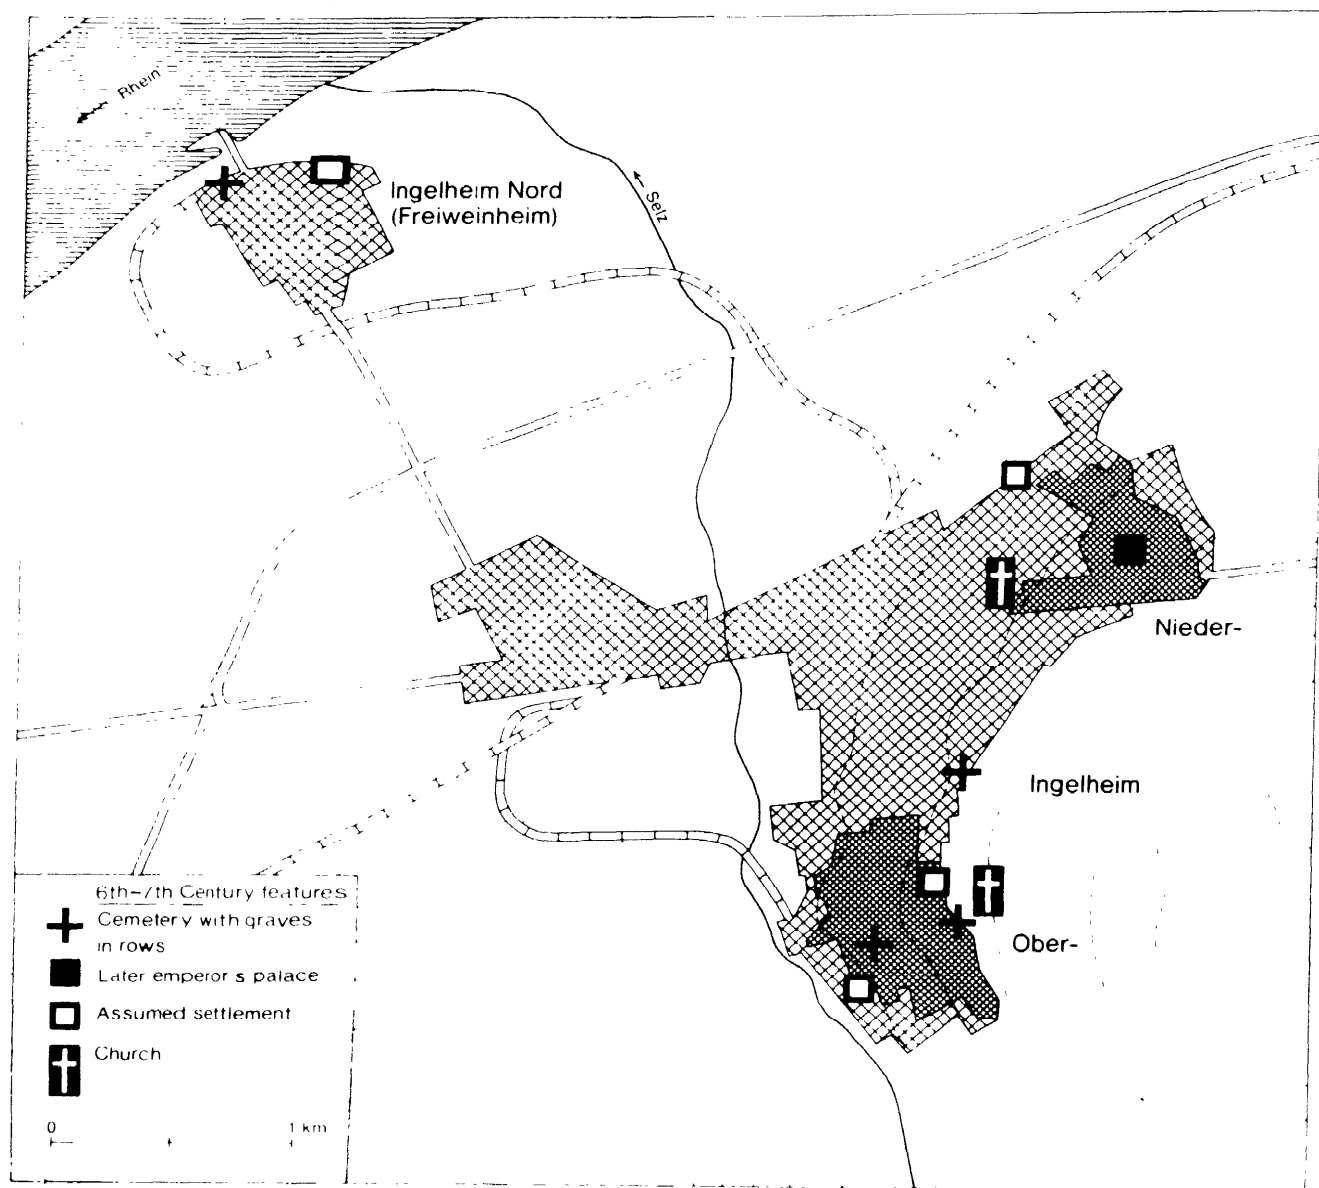 Rhein
Ingelheim Nord
(Freiweinheim)
Selz
Nieder-
Ingelheim
Ober-
6th–7th Century features
Cemetery with graves
in rows
Later emperor s palace
Assumed settlement
Church
0 1 km